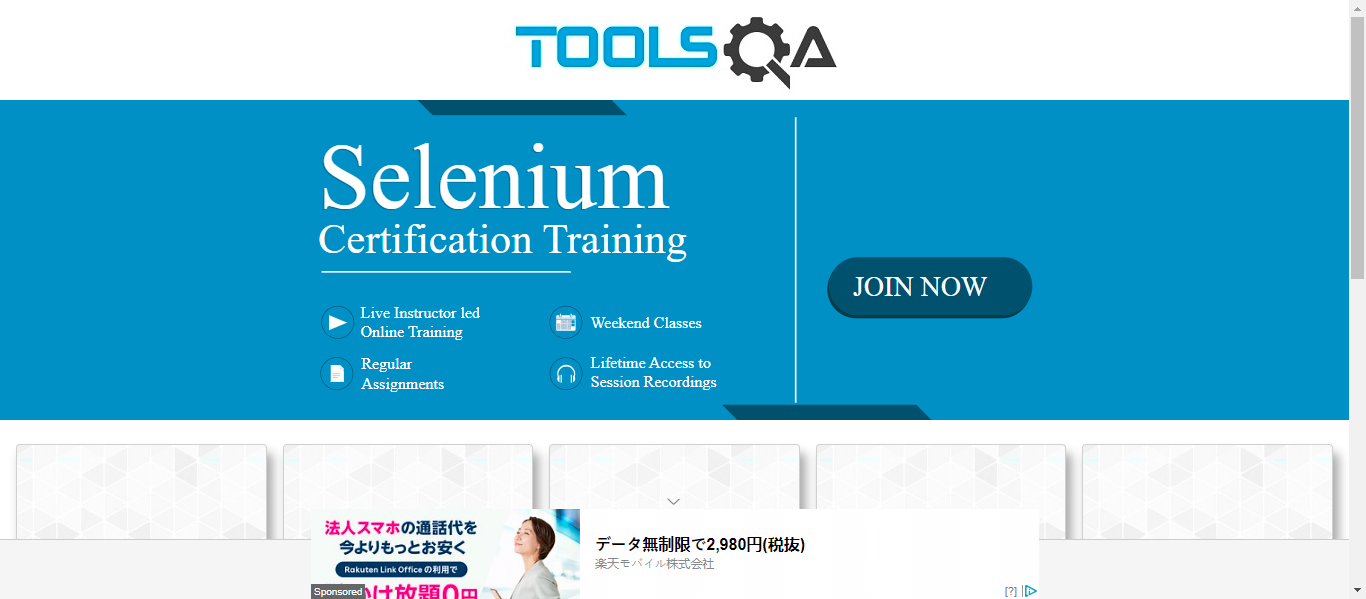 TOOLSQA
Selenium
Certification Training
Live Instructor led
Online Training
Weekend Classes
Regular
Assignments
Lifetime Access to
Session Recordings
JOIN NOW
法人スマホの通話代を
今よりもっとお安く
Rakuten Link Office の利用で
かけ放題0円
Sponsored
データ無制限で2,980円(税抜)
楽天モバイル株式会社
[?]